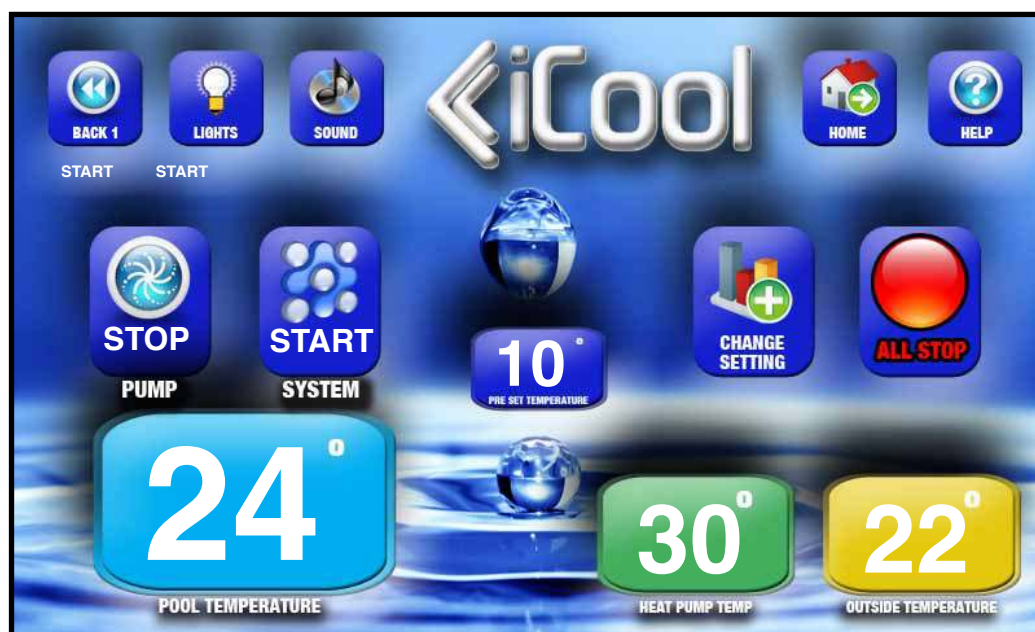 iCool
BACK 1
LIGHTS
SOUND
HOME
HELP
START
START
STOP
PUMP
START
SYSTEM
10°
PRE SET TEMPERATURE
CHANGE
SETTING
ALL STOP
24°
POOL TEMPERATURE
30°
HEAT PUMP TEMP
22°
OUTSIDE TEMPERATURE